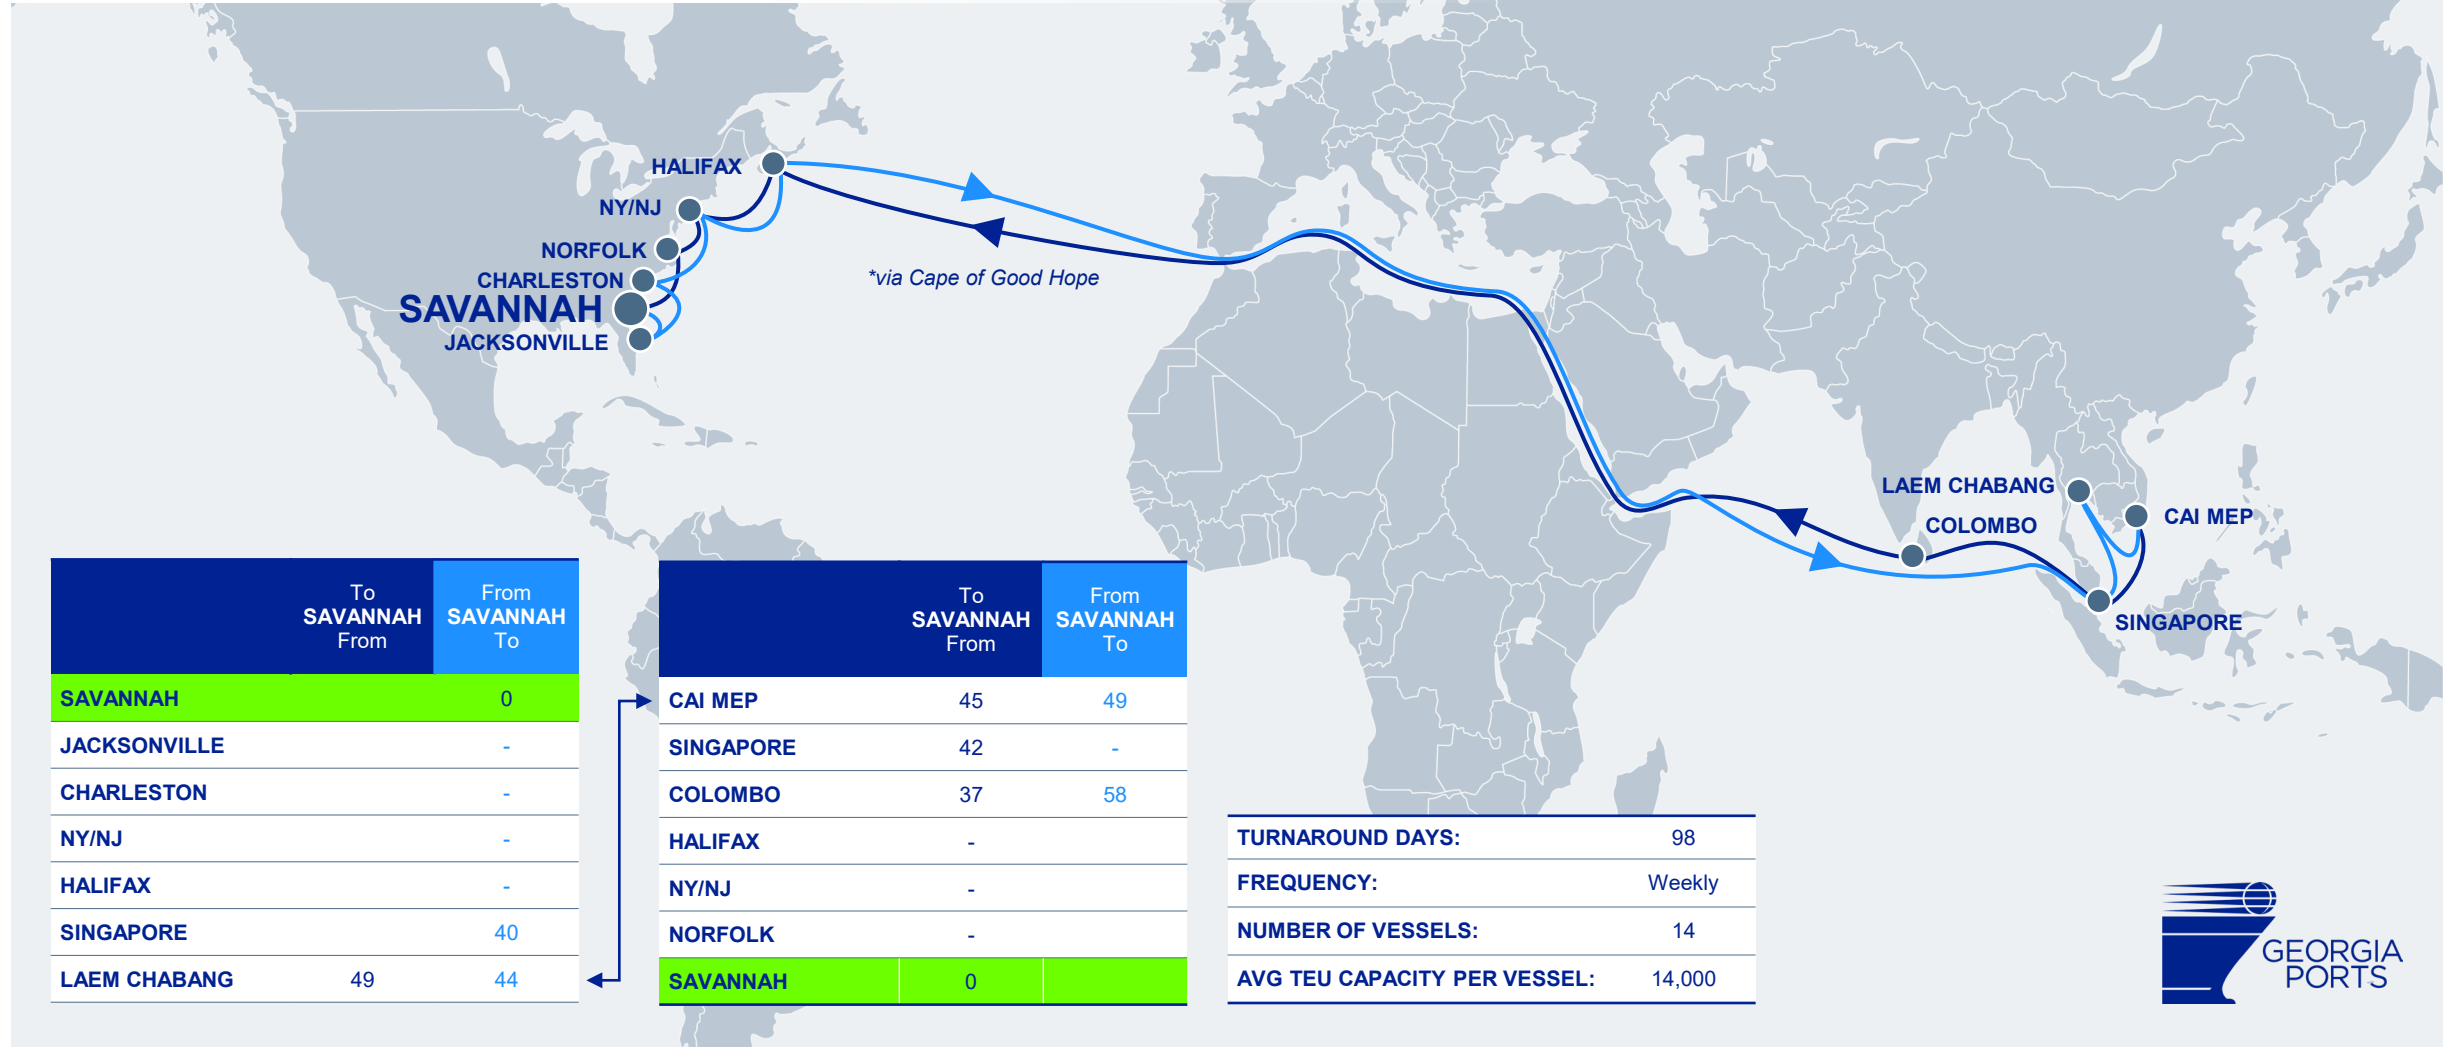 HALIFAX
NY/NJ
NORFOLK
CHARLESTON
SAVANNAH
JACKSONVILLE
*via Cape of Good Hope
LAEM CHABANG
COLOMBO
CAI MEP
SINGAPORE
To SAVANNAH From
From SAVANNAH To
SAVANNAH 0
JACKSONVILLE -
CHARLESTON -
NY/NJ -
HALIFAX -
SINGAPORE 40
LAEM CHABANG 49 44
To SAVANNAH From
From SAVANNAH To
CAI MEP 45 49
SINGAPORE 42 -
COLOMBO 37 58
HALIFAX -
NY/NJ -
NORFOLK -
SAVANNAH 0
TURNAROUND DAYS: 98
FREQUENCY: Weekly
NUMBER OF VESSELS: 14
AVG TEU CAPACITY PER VESSEL: 14,000
GEORGIA
PORTS